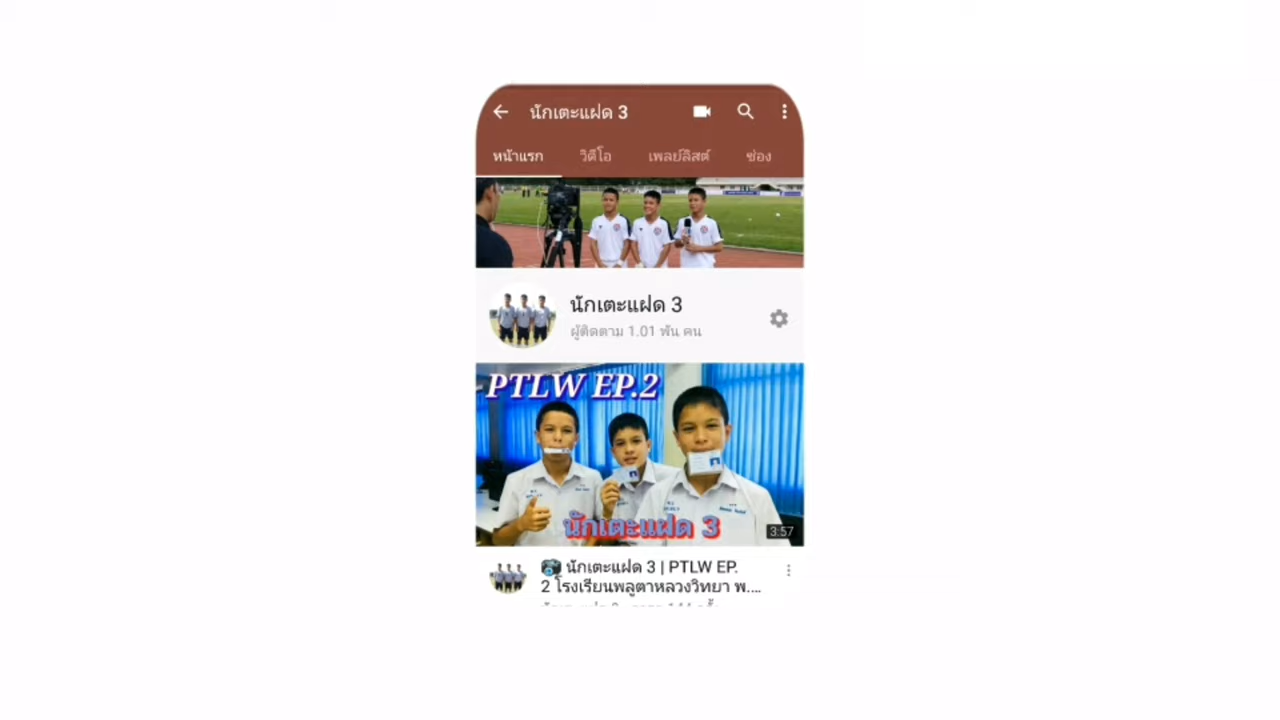 นักเตะแฝด 3
หน้าแรก วิดีโอ เพลย์ลิสต์ ช่อง
นักเตะแฝด 3
ผู้ติดตาม 1.01 พัน คน
PTLW EP.2
นักเตะแฝด 3
3:57
นักเตะแฝด 3 | PTLW EP.
2 โรงเรียนพลูตาหลวงวิทยา พ....